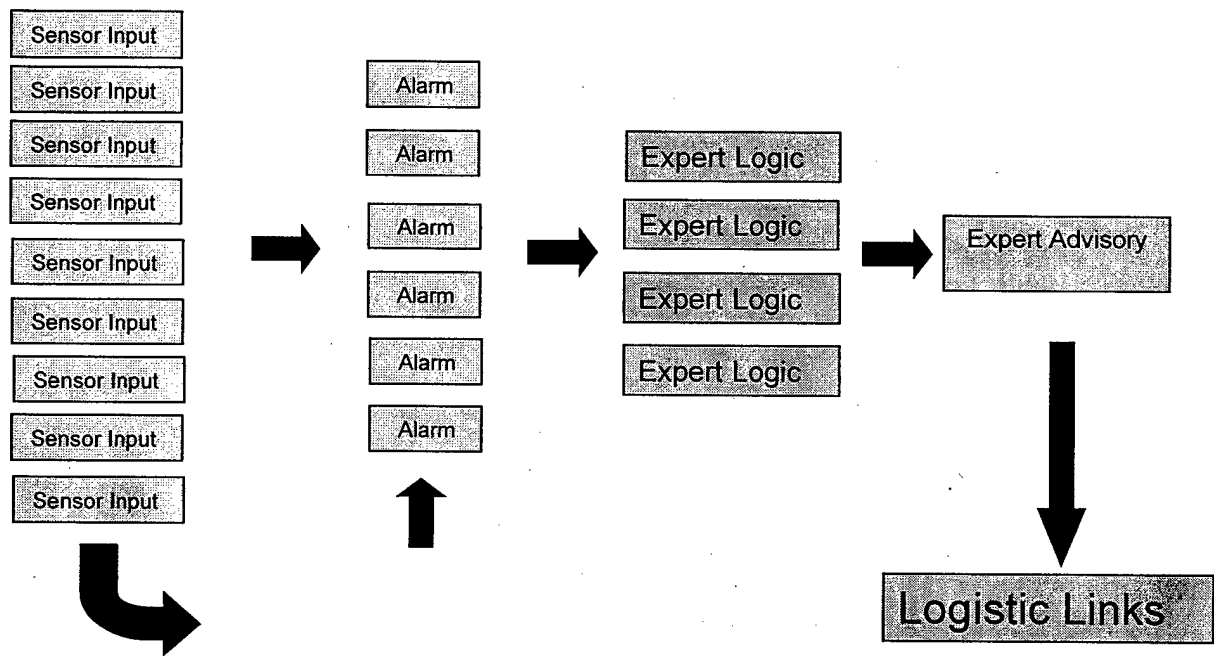 Sensor Input
Sensor Input
Sensor Input
Sensor Input
Sensor Input
Sensor Input
Sensor Input
Sensor Input
Sensor Input
Alarm
Alarm
Alarm
Alarm
Alarm
Alarm
Expert Logic
Expert Logic
Expert Logic
Expert Logic
Expert Advisory
Logistic Links